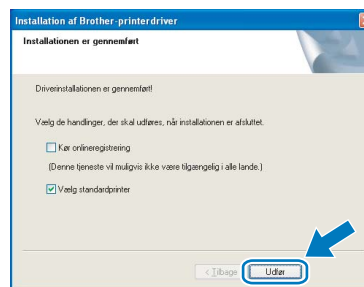 Installation af Brother-printerdriver
Installationen er gennemført
Driverinstallationen er gennemført!
Vælg de handlinger, der skal udføres, når installationen er afsluttet.
Kør onlineregistrering
(Denne tjeneste vil muligvis ikke være tilgængelig i alle lande.)
Vælg standardprinter
< Tilbage
Udfør